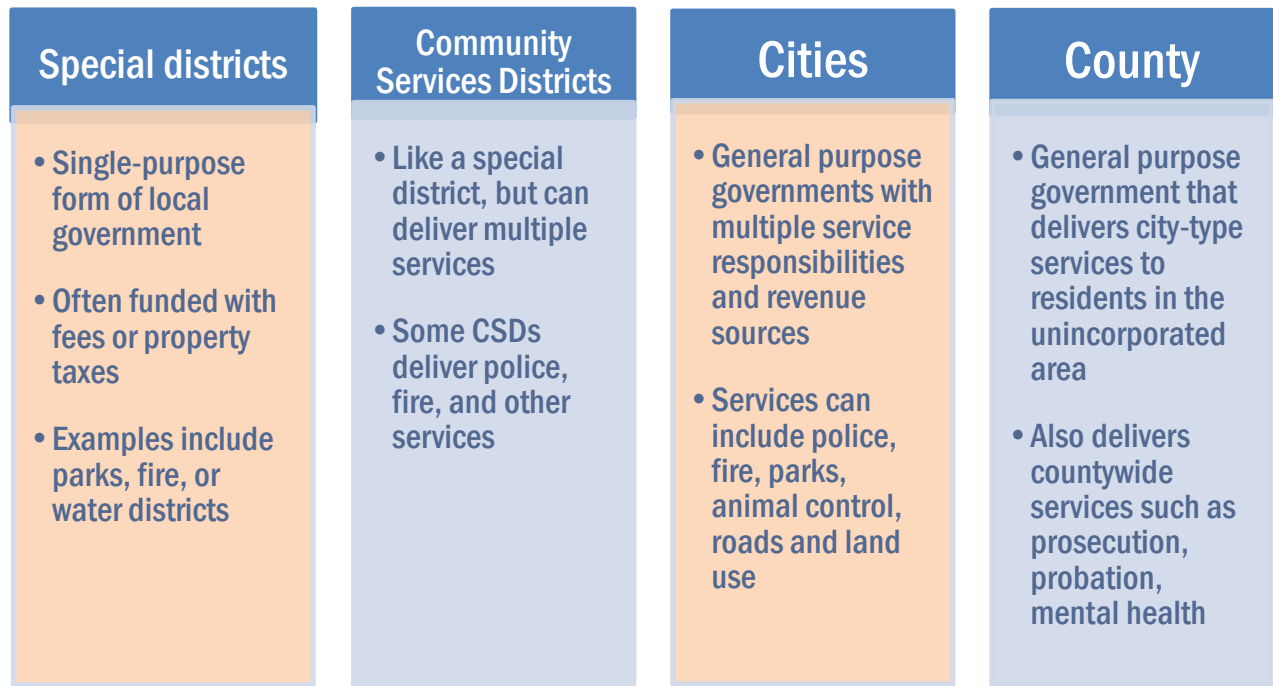 Special districts
• Single-purpose
form of local
government
• Often funded with
fees or property
taxes
• Examples include
parks, fire, or
water districts
Community
Services Districts
• Like a special
district, but can
deliver multiple
services
• Some CSDs
deliver police,
fire, and other
services
Cities
• General purpose
governments with
multiple service
responsibilities
and revenue
sources
• Services can
include police,
fire, parks,
animal control,
roads and land
use
County
• General purpose
government that
delivers city-type
services to
residents in the
unincorporated
area
• Also delivers
countywide
services such as
prosecution,
probation,
mental health